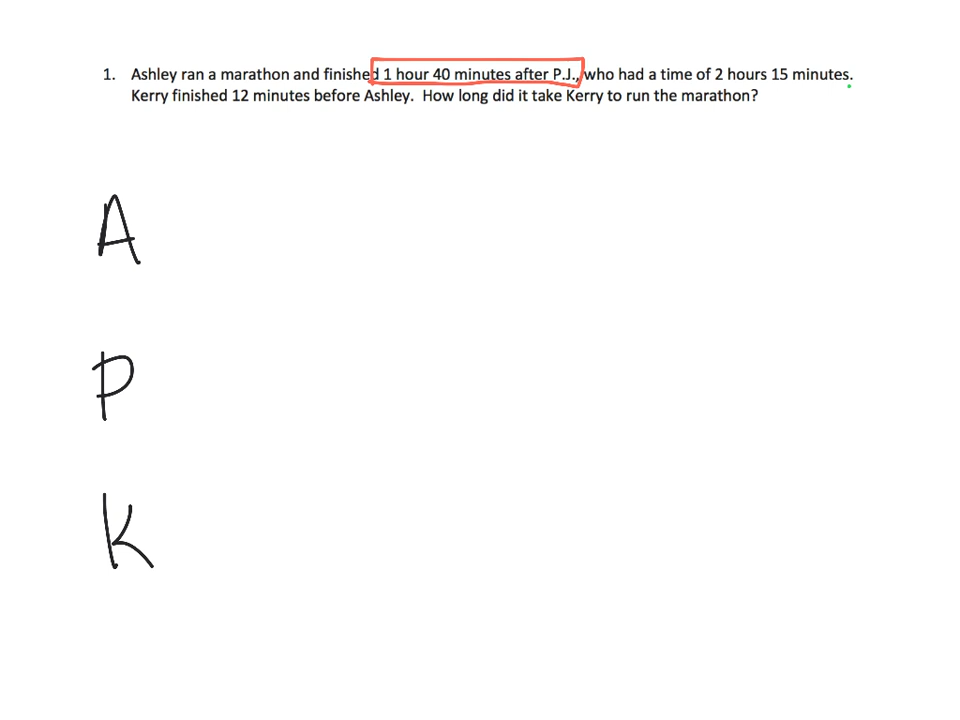 1. Ashley ran a marathon and finished 1 hour 40 minutes after P.J., who had a time of 2 hours 15 minutes.
Kerry finished 12 minutes before Ashley. How long did it take Kerry to run the marathon?
A
P
K